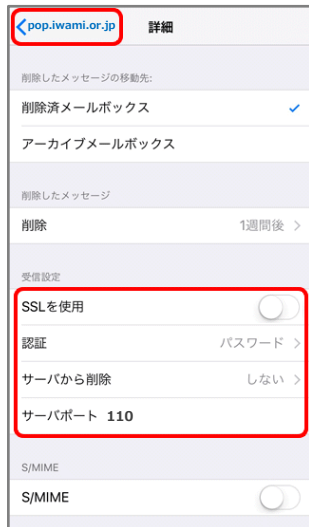 pop.iwami.or.jp 詳細
削除したメッセージの移動先:
削除済メールボックス
アーカイブメールボックス
削除したメッセージ
削除 1週間後
受信設定
SSLを使用
認証 パスワード
サーバから削除 しない
サーバポート 110
S/MIME
S/MIME